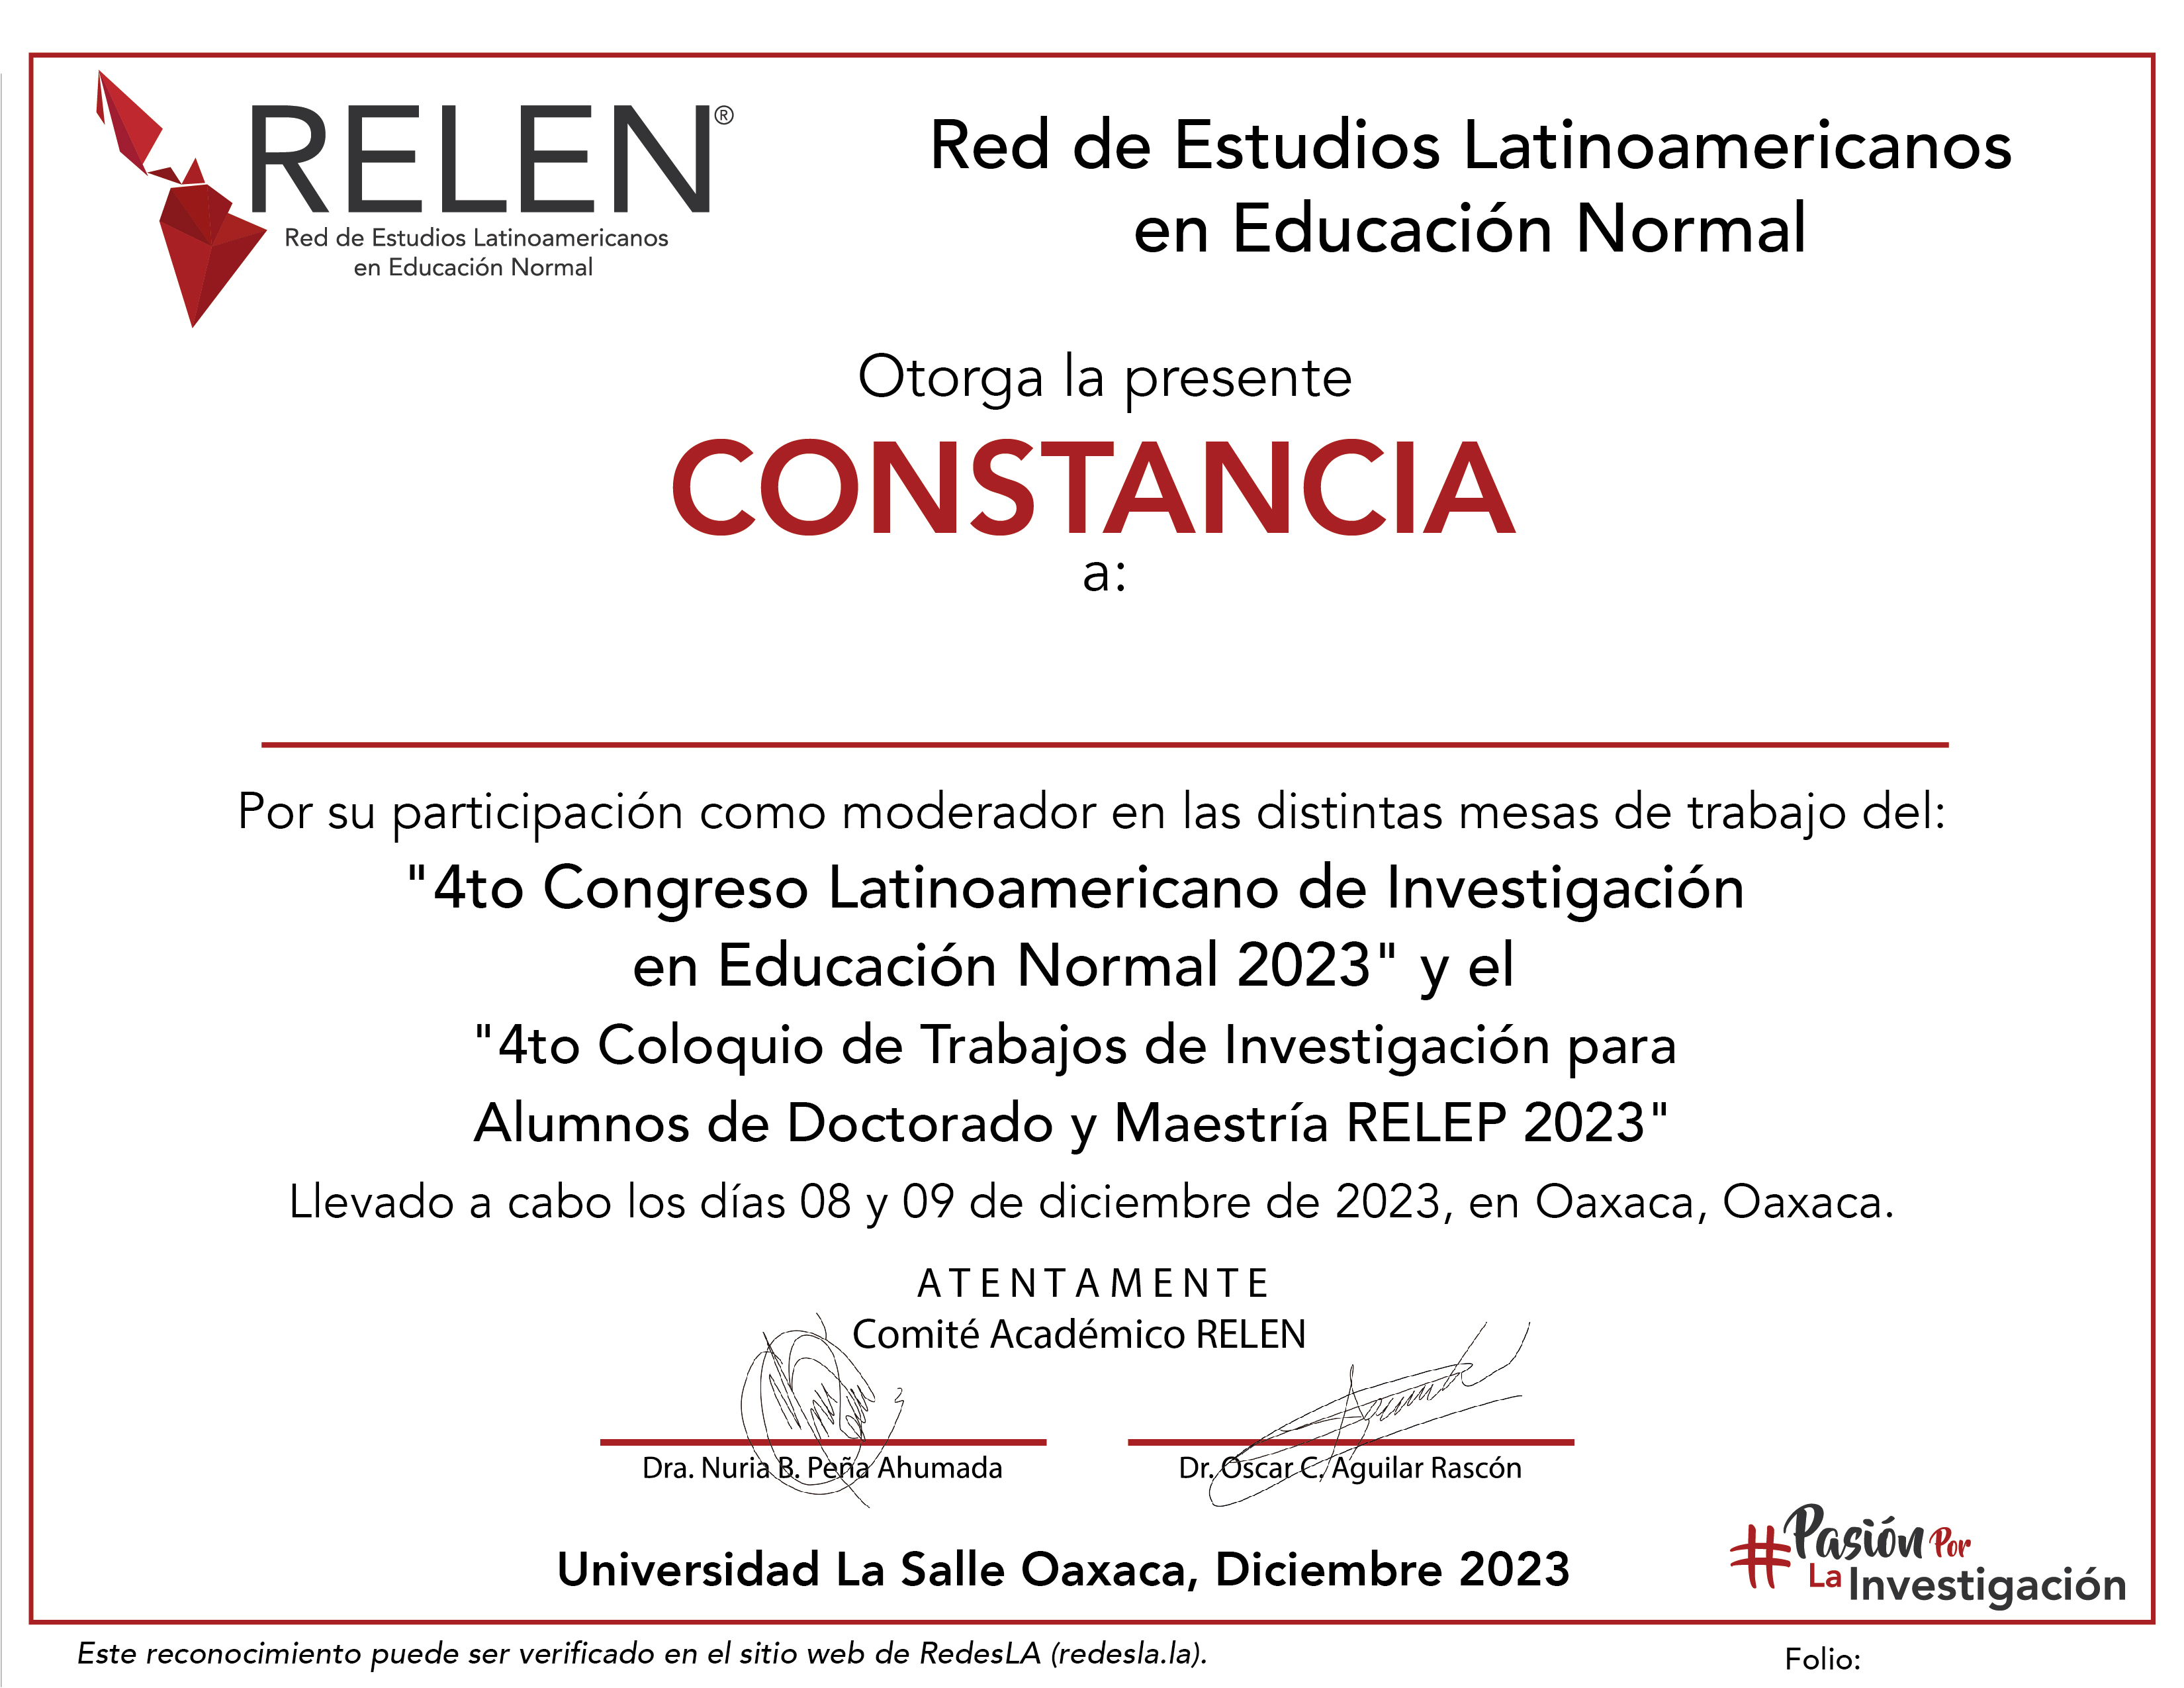 RELEN®
Red de Estudios Latinoamericanos
en Educación Normal
Red de Estudios Latinoamericanos
en Educación Normal
Otorga la presente
CONSTANCIA
a:
Por su participación como moderador en las distintas mesas de trabajo del:
"4to Congreso Latinoamericano de Investigación
en Educación Normal 2023" y el
"4to Coloquio de Trabajos de Investigación para
Alumnos de Doctorado y Maestría RELEP 2023"
Llevado a cabo los días 08 y 09 de diciembre de 2023, en Oaxaca, Oaxaca.
ATENTAMENTE
Comité Académico RELEN
Dra. Nuria B. Peña Ahumada
Dr. Oscar C. Aguilar Rascón
Universidad La Salle Oaxaca, Diciembre 2023
#Pasión Por
La Investigación
Este reconocimiento puede ser verificado en el sitio web de RedesLA (redesla.la).
Folio: